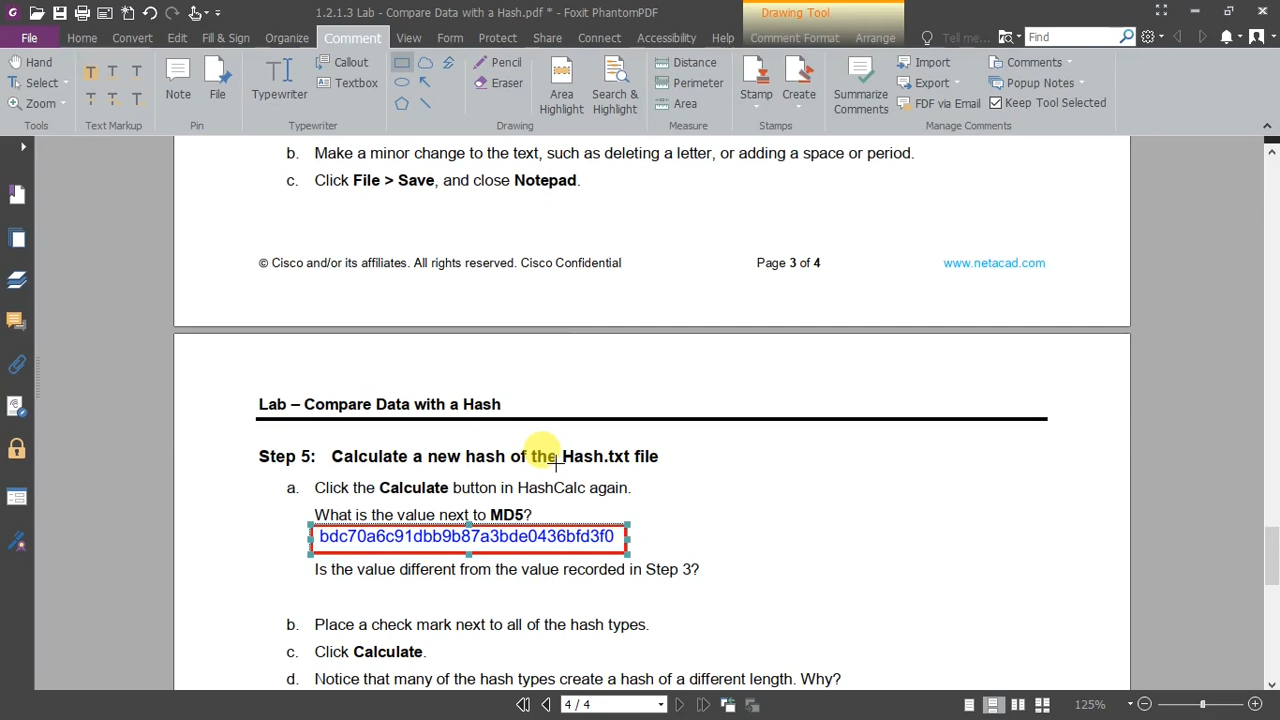 1.2.1.3 Lab - Compare Data with a Hash.pdf * - Foxit PhantomPDF
Drawing Tool
File Home Convert Edit Fill & Sign Organize Comment View Form Protect Share Connect Accessibility Help Comment Format Arrange Tell me... Find
Hand
Select
Zoom
Tools
T T T
T T T
Text Markup
Note
File
Pin
Typewriter
Callout
Textbox
Typewriter
Pencil
Eraser
Area Highlight
Search & Highlight
Drawing
Distance
Perimeter
Area
Measure
Stamp
Create
Stamps
Summarize Comments
Import
Export
FDF via Email
Comments
Popup Notes
Keep Tool Selected
Manage Comments
b. Make a minor change to the text, such as deleting a letter, or adding a space or period.
c. Click File > Save, and close Notepad.
© Cisco and/or its affiliates. All rights reserved. Cisco Confidential Page 3 of 4 www.netacad.com
Lab – Compare Data with a Hash
Step 5: Calculate a new hash of the Hash.txt file
a. Click the Calculate button in HashCalc again.
What is the value next to MD5?
bdc70a6c91dbb9b87a3bde0436bfd3f0
Is the value different from the value recorded in Step 3?
b. Place a check mark next to all of the hash types.
c. Click Calculate.
d. Notice that many of the hash types create a hash of a different length. Why?
4 / 4
125%